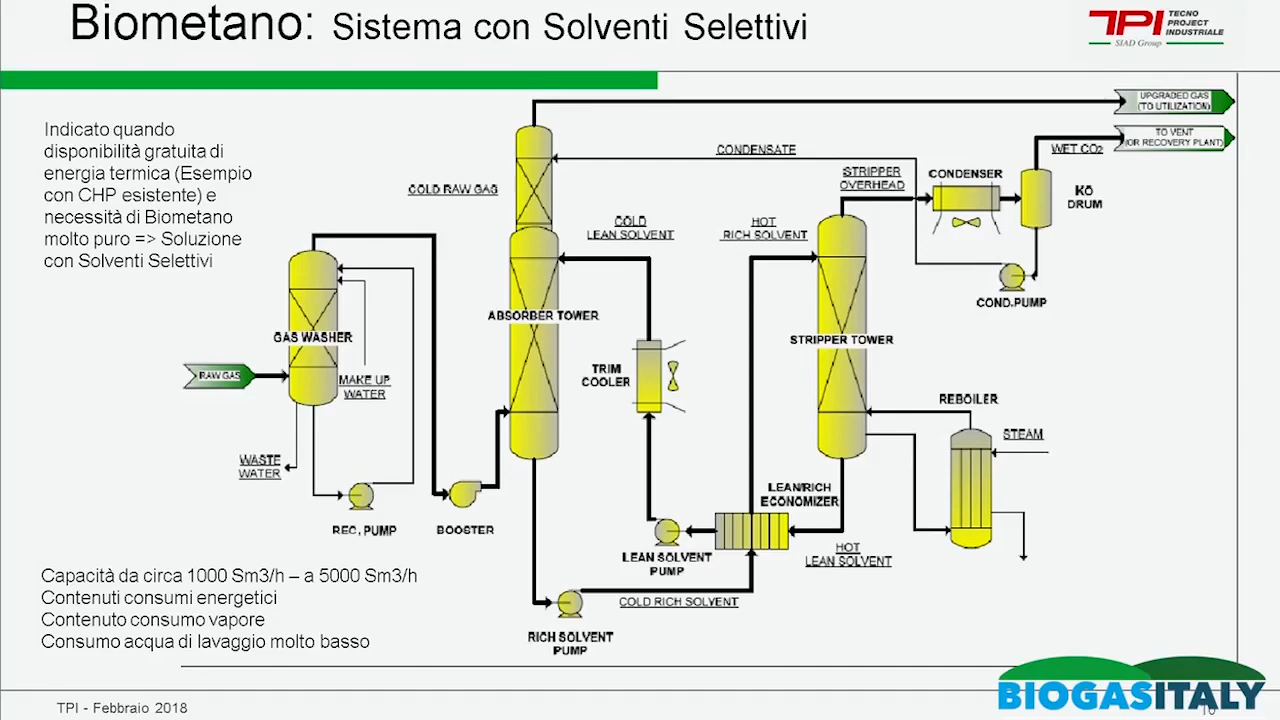 Biometano: Sistema con Solventi Selettivi
TPI
TECNO
PROJECT
INDUSTRIALE
SIAD Group
Indicato quando
disponibilità gratuita di
energia termica (Esempio
con CHP esistente) e
necessità di Biometano
molto puro => Soluzione
con Solventi Selettivi
UPGRADED GAS
(TO UTILIZATION)
TO VENT
(OR RECOVERY PLANT)
WET CO2
CONDENSATE
STRIPPER
OVERHEAD
CONDENSER
KO
DRUM
COLD RAW GAS
COLD
LEAN SOLVENT
HOT
RICH SOLVENT
COND.PUMP
ABSORBER TOWER
GAS WASHER
STRIPPER TOWER
RAW GAS
MAKE UP
WATER
TRIM
COOLER
REBOILER
STEAM
WASTE
WATER
LEAN/RICH
ECONOMIZER
REC. PUMP
BOOSTER
LEAN SOLVENT
PUMP
HOT
LEAN SOLVENT
COLD RICH SOLVENT
RICH SOLVENT
PUMP
Capacità da circa 1000 Sm3/h – a 5000 Sm3/h
Contenuti consumi energetici
Contenuto consumo vapore
Consumo acqua di lavaggio molto basso
BIOGASITALY
TPI - Febbraio 2018